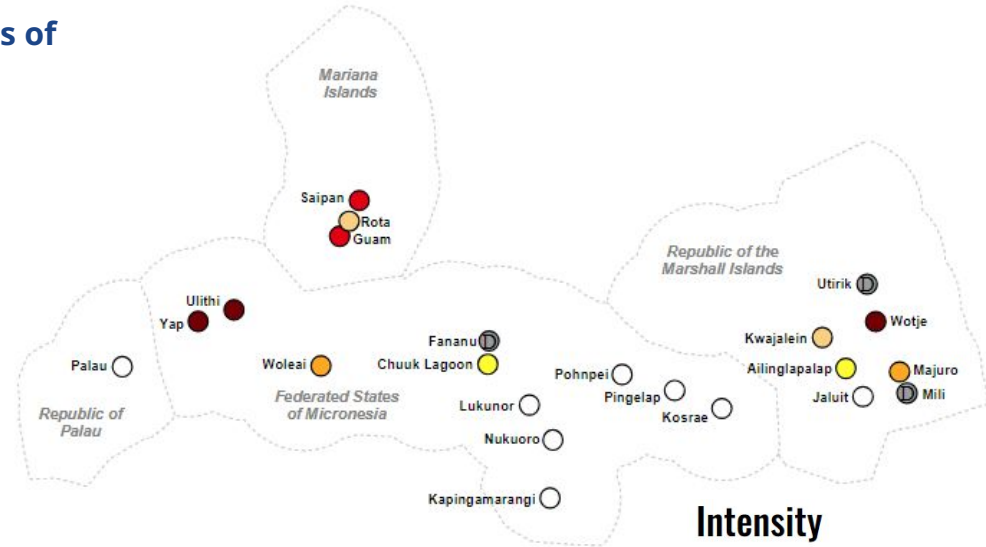 s of
Mariana
Islands
Saipan
Rota
Guam
Republic of the
Marshall Islands
Utirik
D
Ulithi
Yap
Wotje
Fananu
D
Kwajalein
Palau
Woleai
Chuuk Lagoon
Ailinglapalap
Majuro
Pohnpei
Pingelap
Jaluit
D
Mili
Federated States
of Micronesia
Republic of
Palau
Lukunor
Kosrae
Nukuoro
Kapingamarangi
Intensity